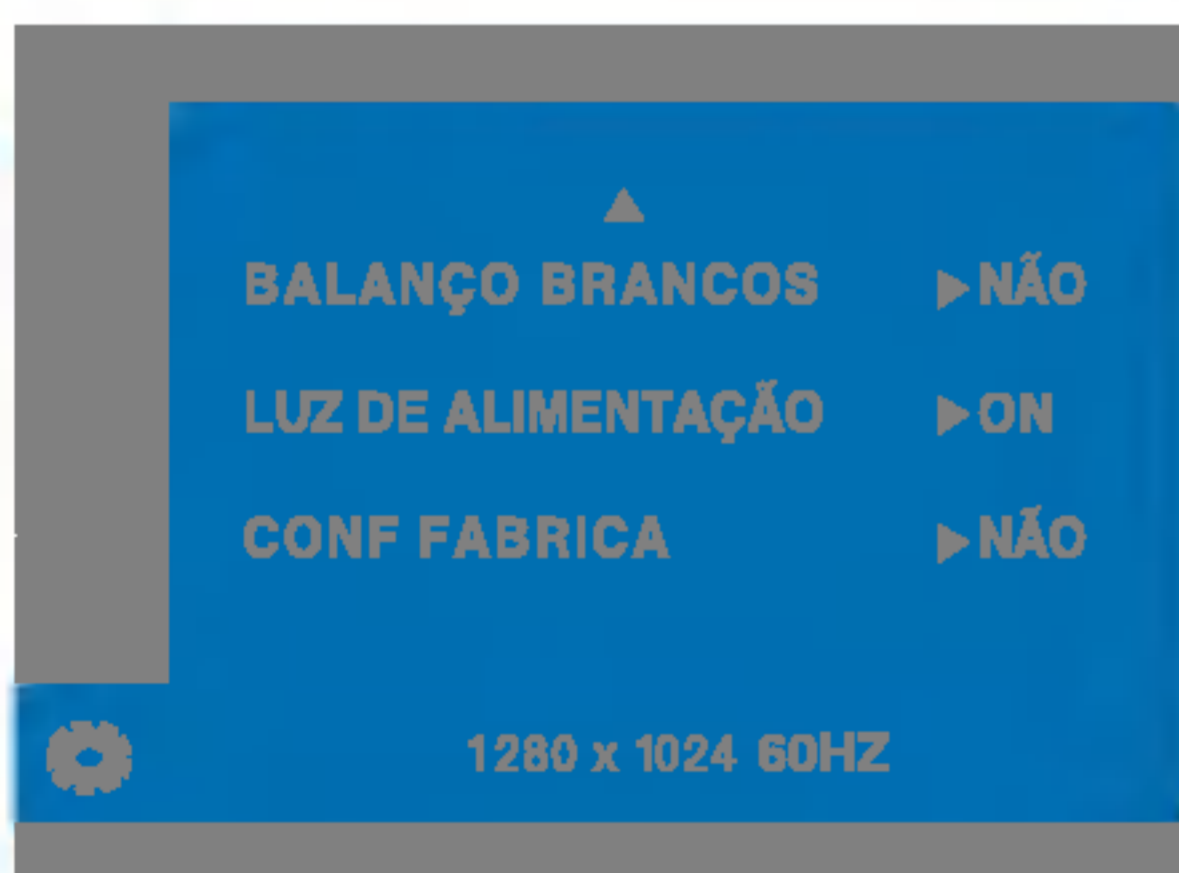 BALANÇO BRANCOS ▶NÃO
LUZ DE ALIMENTAÇÃO ▶ON
CONF FABRICA ▶NÃO
1280 x 1024 60HZ